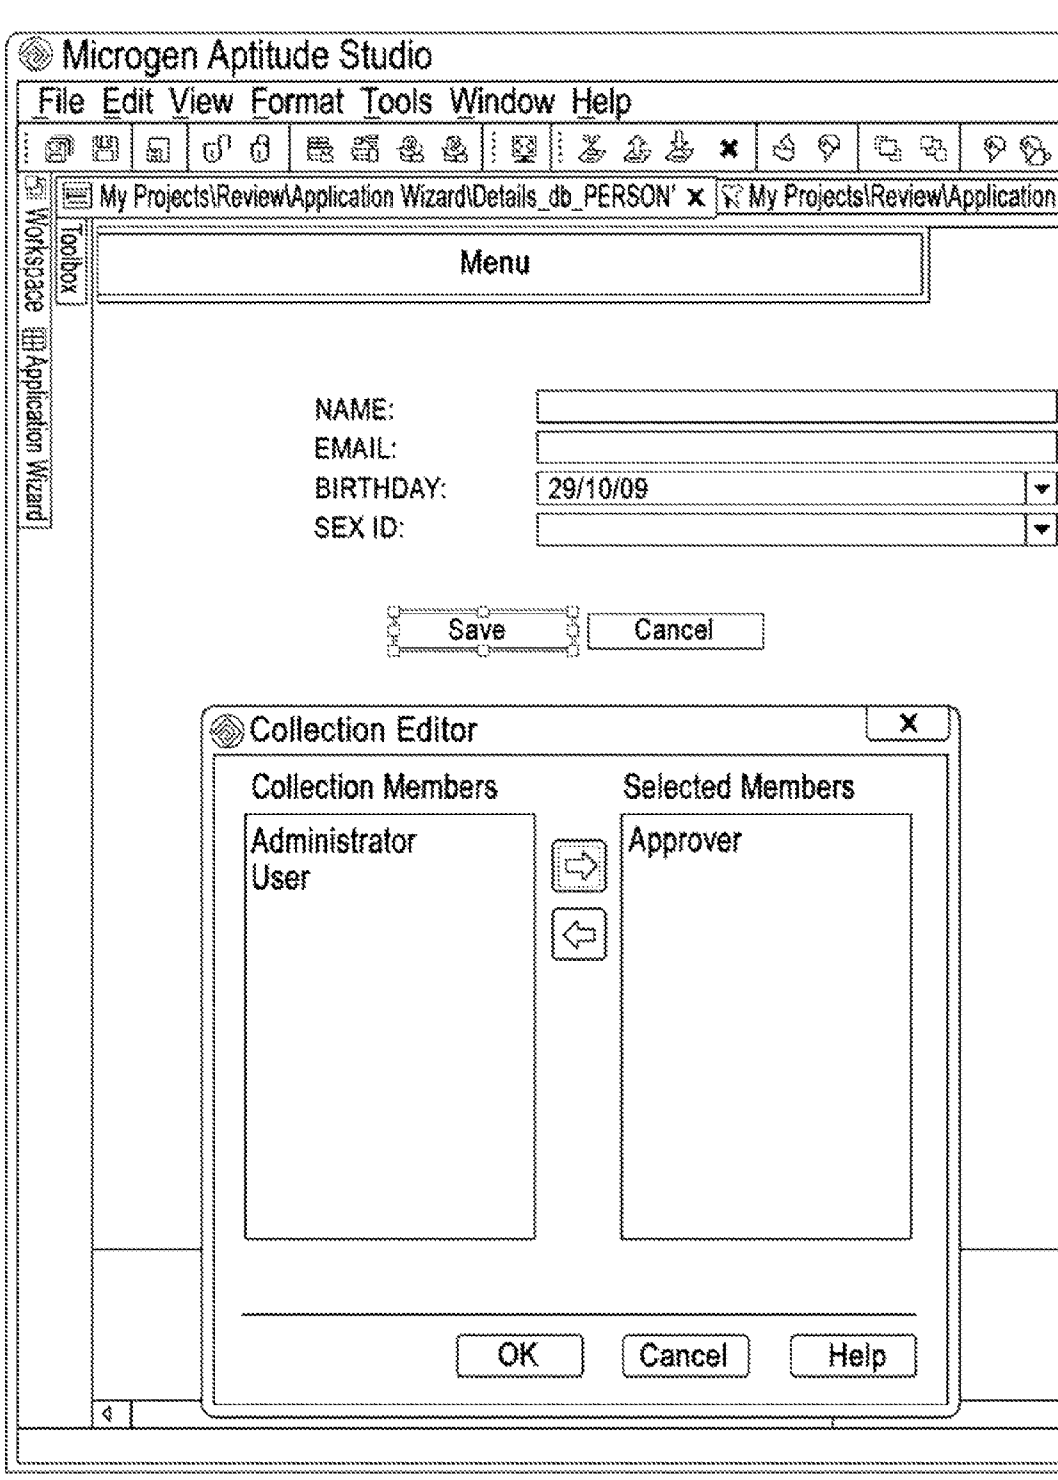 Microgen Aptitude Studio
File Edit View Format Tools Window Help
My Projects\Review\Application Wizard\Details_db_PERSON' x My Projects\Review\Application
Workspace
Application Wizard
Toolbox
Menu
NAME:
EMAIL:
BIRTHDAY: 29/10/09
SEX ID:
Save Cancel
Collection Editor X
Collection Members Selected Members
Administrator Approver
User
OK Cancel Help